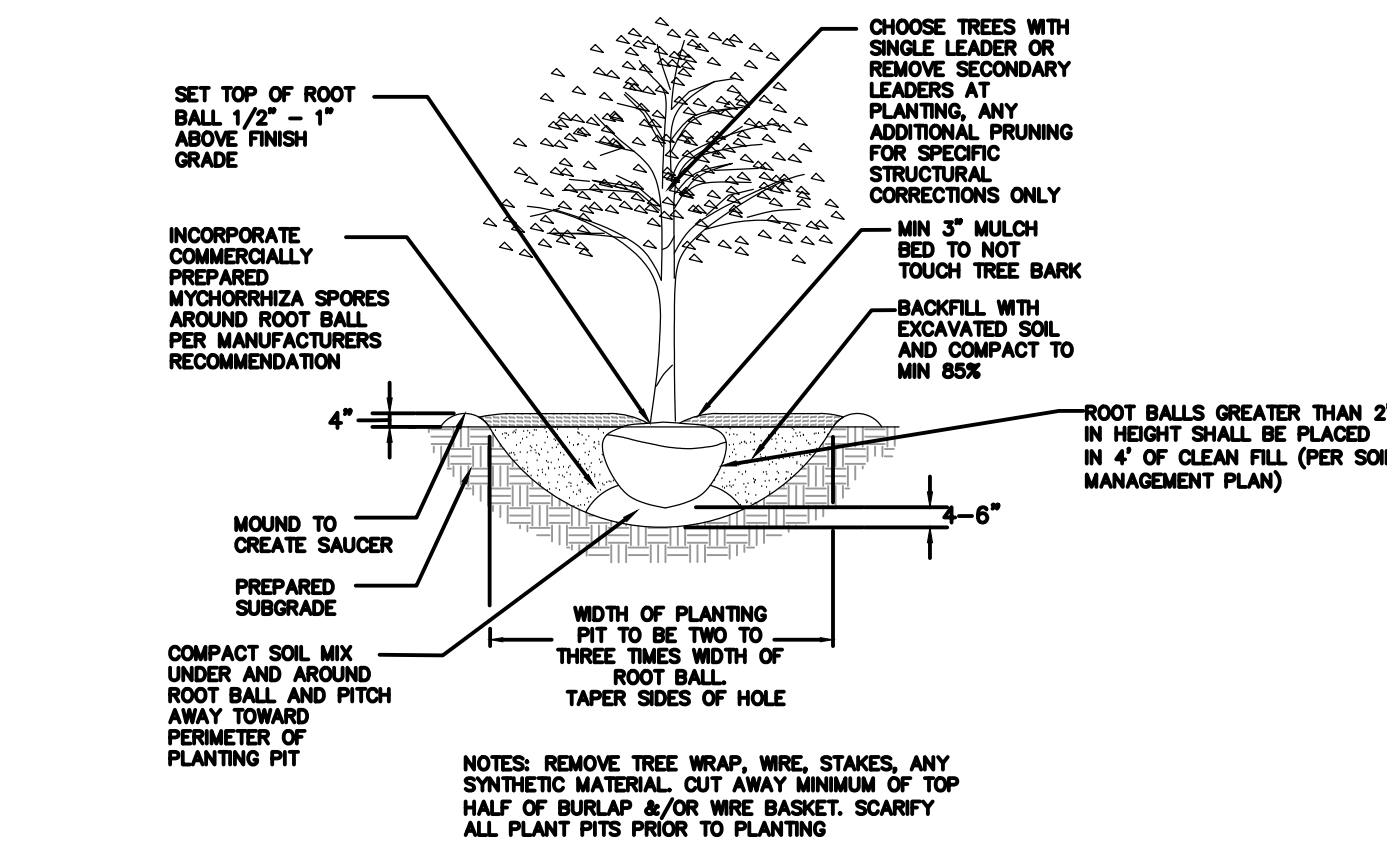 SET TOP OF ROOT
BALL 1/2" - 1"
ABOVE FINISH
GRADE
INCORPORATE
COMMERCIALLY
PREPARED
MYCHORRHIZA SPORES
AROUND ROOT BALL
PER MANUFACTURERS
RECOMMENDATION
4"
MOUND TO
CREATE SAUCER
PREPARED
SUBGRADE
COMPACT SOIL MIX
UNDER AND AROUND
ROOT BALL AND PITCH
AWAY TOWARD
PERIMETER OF
PLANTING PIT
CHOOSE TREES WITH
SINGLE LEADER OR
REMOVE SECONDARY
LEADERS AT
PLANTING, ANY
ADDITIONAL PRUNING
FOR SPECIFIC
STRUCTURAL
CORRECTIONS ONLY
MIN 3" MULCH
BED TO NOT
TOUCH TREE BARK
BACKFILL WITH
EXCAVATED SOIL
AND COMPACT TO
MIN 85%
ROOT BALLS GREATER THAN 2'
IN HEIGHT SHALL BE PLACED
IN 4' OF CLEAN FILL (PER SOIL
MANAGEMENT PLAN)
4-6"
WIDTH OF PLANTING
PIT TO BE TWO TO
THREE TIMES WIDTH OF
ROOT BALL.
TAPER SIDES OF HOLE
NOTES: REMOVE TREE WRAP, WIRE, STAKES, ANY
SYNTHETIC MATERIAL. CUT AWAY MINIMUM OF TOP
HALF OF BURLAP &/OR WIRE BASKET. SCARIFY
ALL PLANT PITS PRIOR TO PLANTING